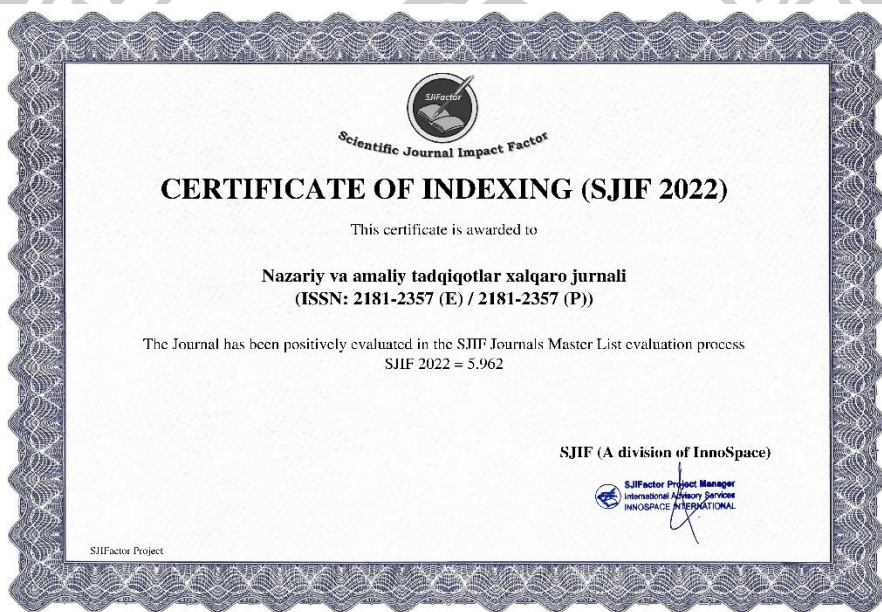 SJIFactor
Scientific Journal Impact Factor
CERTIFICATE OF INDEXING (SJIF 2022)
This certificate is awarded to
Nazariy va amaliy tadqiqotlar xalqaro jurnali
(ISSN: 2181-2357 (E) / 2181-2357 (P))
The Journal has been positively evaluated in the SJIF Journals Master List evaluation process
SJIF 2022 = 5.962
SJIF (A division of InnoSpace)
SJIFactor Project Manager
International Advisory Services
INNOSPACE INTERNATIONAL
SJIFactor Project